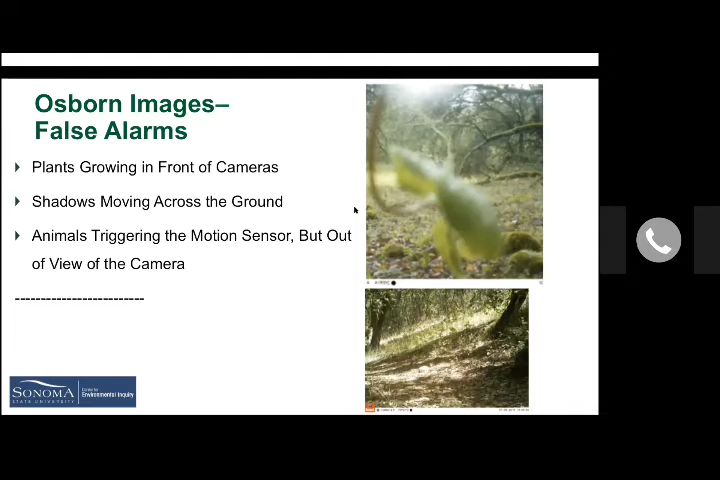 Osborn Images–
False Alarms
Plants Growing in Front of Cameras
Shadows Moving Across the Ground
Animals Triggering the Motion Sensor, But Out
of View of the Camera
-------------------------
SONOMA
STATE UNIVERSITY
Center for
Environmental Inquiry